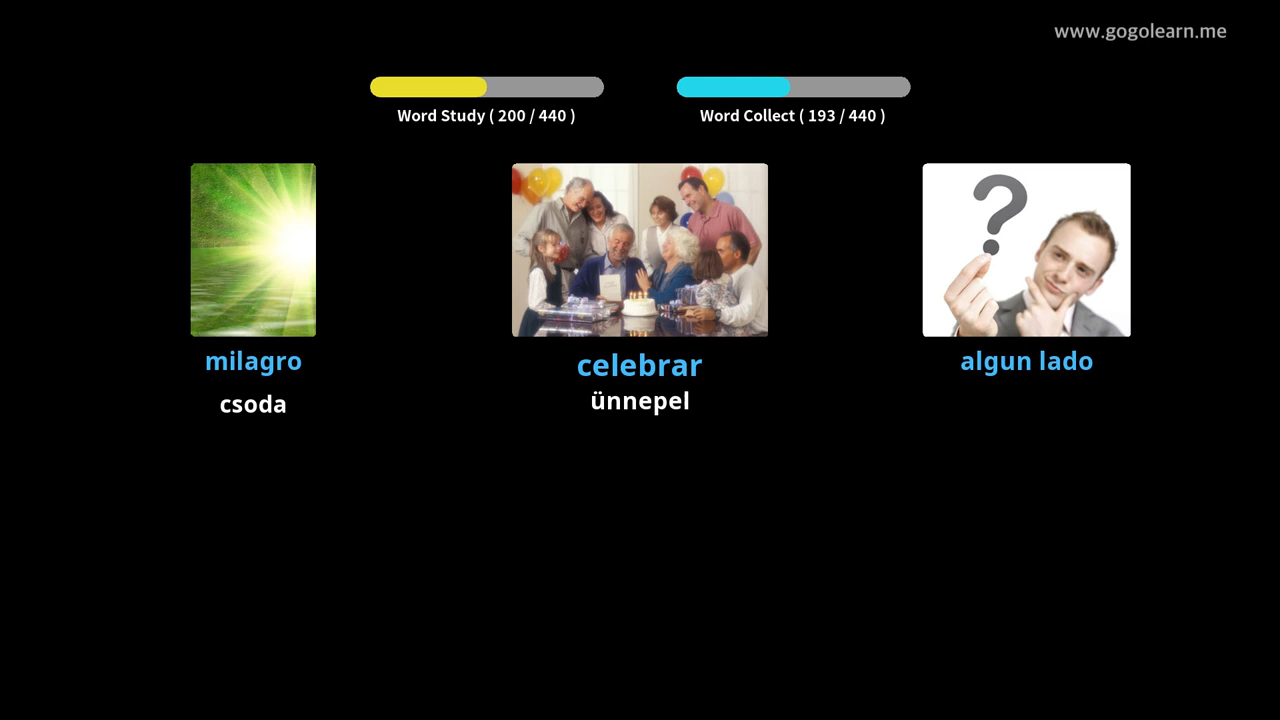 www.gogolearn.me
Word Study ( 200 / 440 )
Word Collect ( 193 / 440 )
milagro
csoda
celebrar
ünnepel
algun lado